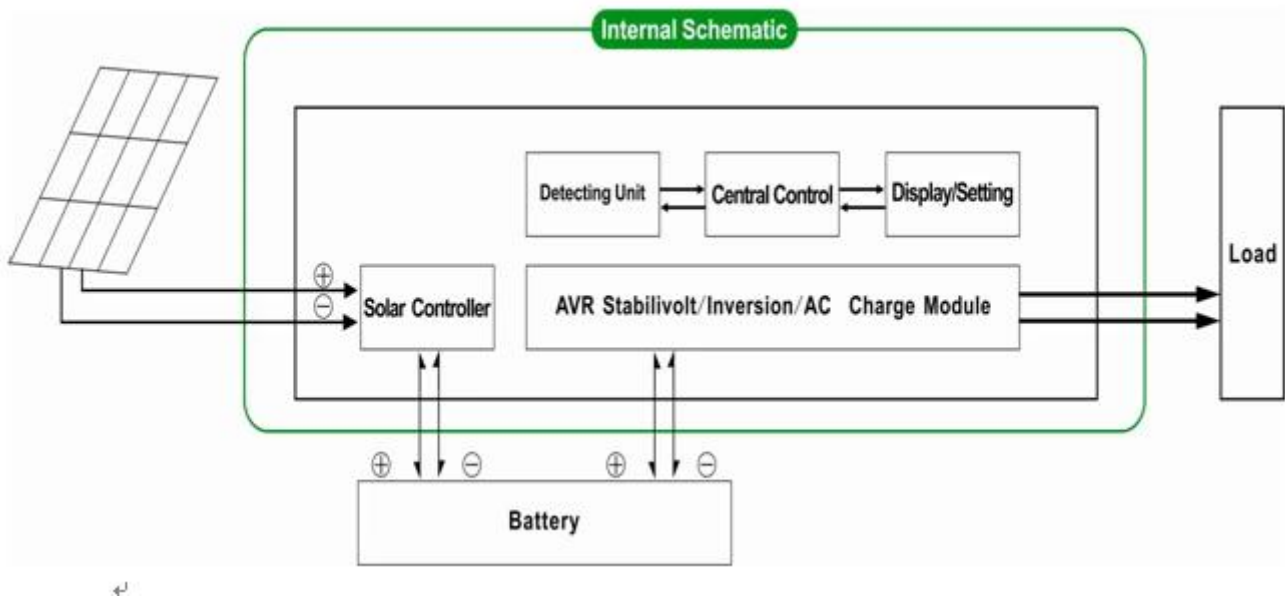 Internal Schematic
Detecting Unit
Central Control
Display/Setting
Load
⊕
⊖
Solar Controller
AVR Stabilivolt/Inversion/AC Charge Module
⊕ ⊖ ⊕ ⊖
Battery
↵